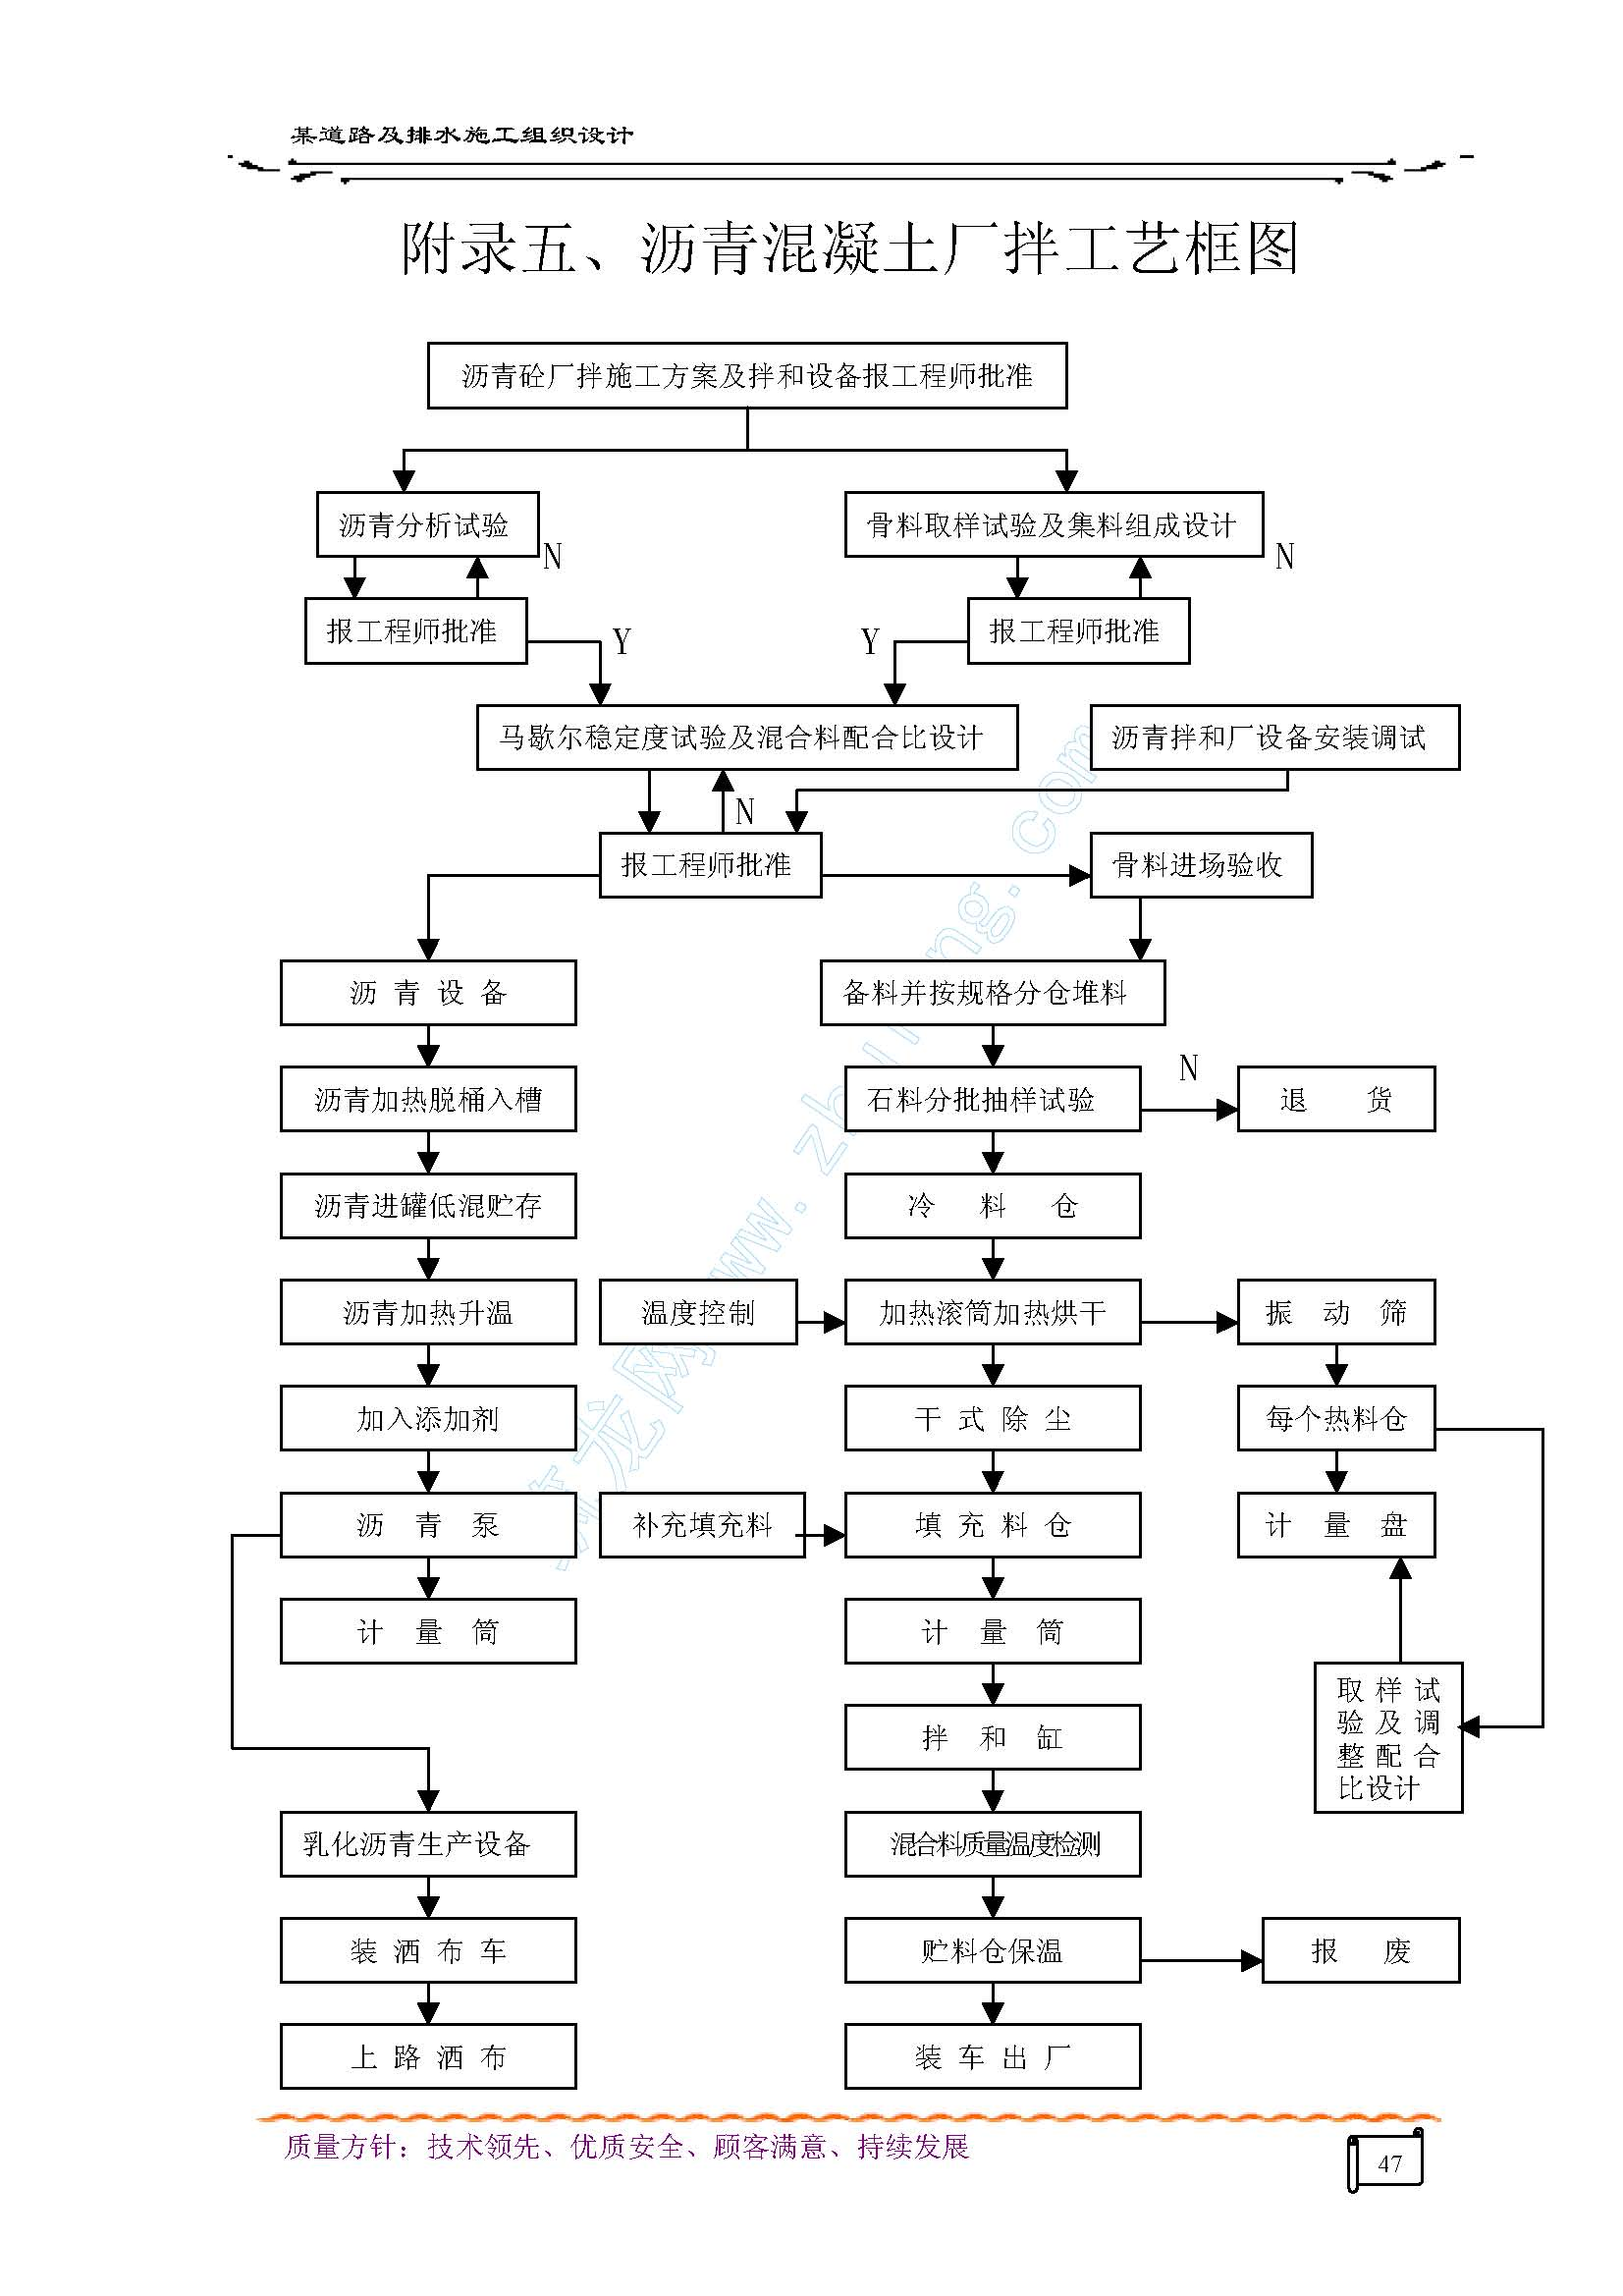 某道路及排水施工组织设计
附录五、沥青混凝土厂拌工艺框图
沥青砼厂拌施工方案及拌和设备报工程师批准
沥青分析试验
骨料取样试验及集料组成设计
N
N
报工程师批准
Y
Y
报工程师批准
马歇尔稳定度试验及混合料配合比设计
沥青拌和厂设备安装调试
N
报工程师批准
骨料进场验收
沥青设备
备料并按规格分仓堆料
沥青加热脱桶入槽
石料分批抽样试验
N
退货
沥青进罐低混贮存
冷料仓
沥青加热升温
温度控制
加热滚筒加热烘干
振动筛
加入添加剂
干式除尘
每个热料仓
沥青泵
补充填充料
填充料仓
计量盘
计量筒
计量筒
取样试
验及调
整配合
比设计
拌和缸
乳化沥青生产设备
混合料质量温度检测
装洒布车
贮料仓保温
报废
上路洒布
装车出厂
质量方针：技术领先、优质安全、顾客满意、持续发展
47